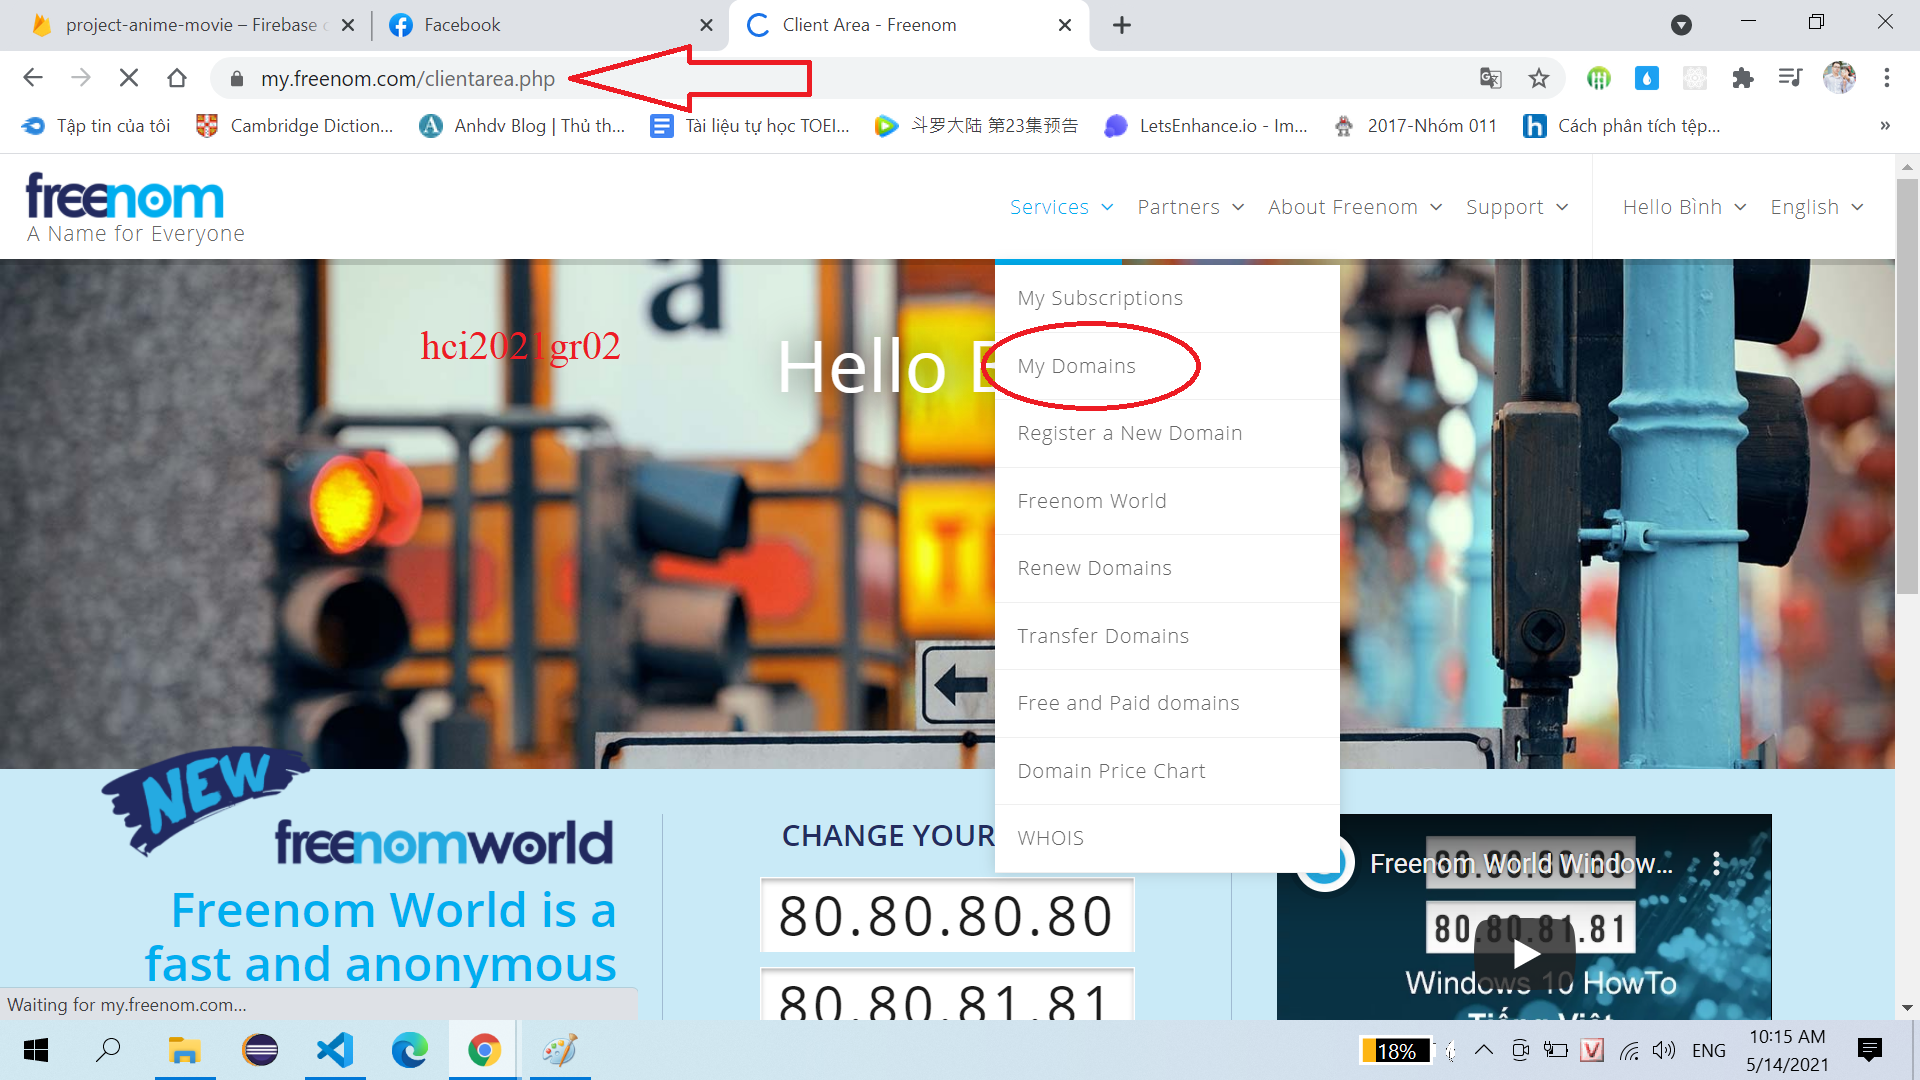 project-anime-movie – Firebase c
Facebook
Client Area - Freenom
my.freenom.com/clientarea.php
Tập tin của tôi
Cambridge Diction...
Anhdv Blog | Thủ th...
Tài liệu tự học TOEI...
斗罗大陆 第23集预告
LetsEnhance.io - Im...
2017-Nhóm 011
Cách phân tích tệp...
»
freenom
A Name for Everyone
Services
Partners
About Freenom
Support
Hello Bình
English
hci2021gr02
Hello B
My Subscriptions
My Domains
Register a New Domain
Freenom World
Renew Domains
Transfer Domains
Free and Paid domains
Domain Price Chart
WHOIS
NEW
freenomworld
Freenom World is a
fast and anonymous
CHANGE YOUR
80.80.80.80
80.80.81.81
Freenom World Window...
80.80.80.80
80.80.81.81
Windows 10 HowTo
Tiếng Việt
Waiting for my.freenom.com...
18%
ENG
10:15 AM
5/14/2021